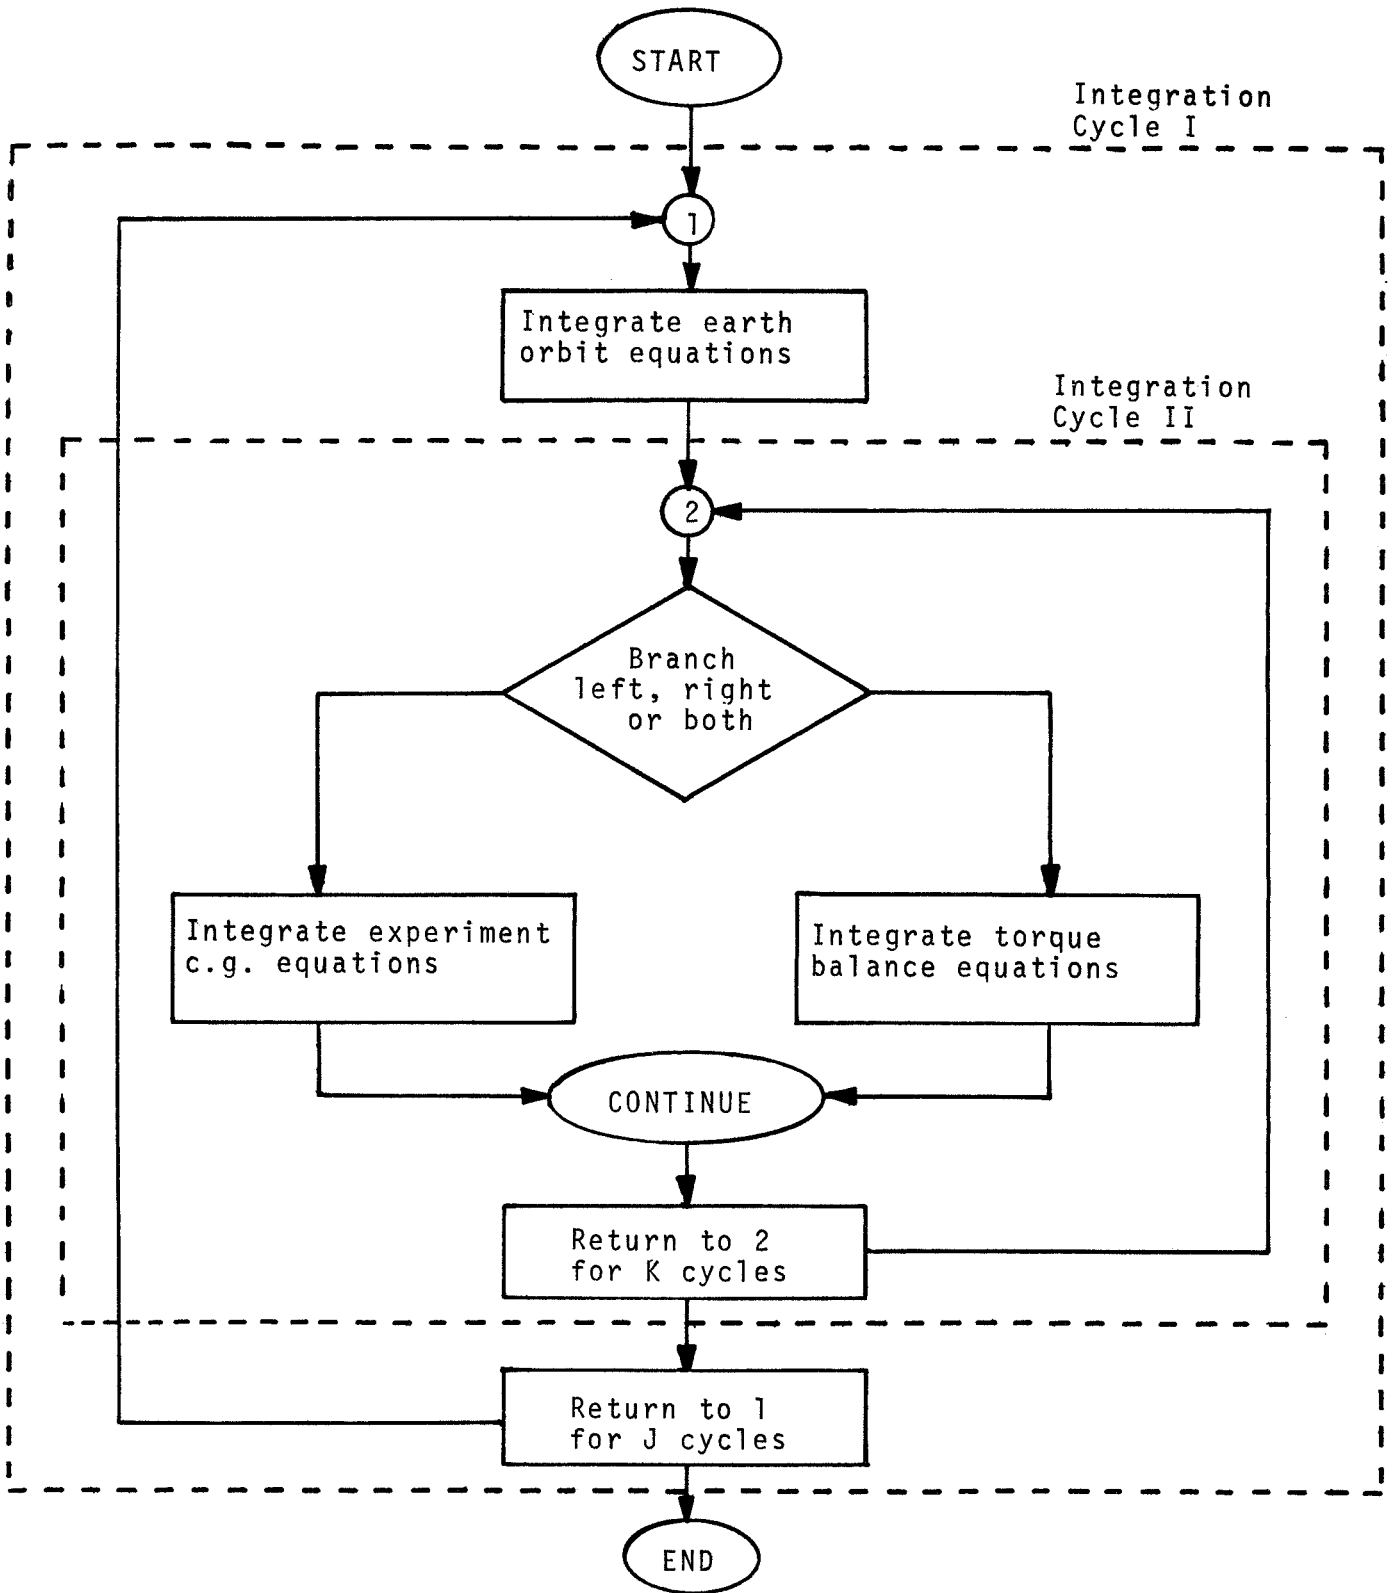 START
Integration
Cycle I
1
Integrate earth
orbit equations
Integration
Cycle II
2
Branch
left, right
or both
Integrate experiment
c.g. equations
Integrate torque
balance equations
CONTINUE
Return to 2
for K cycles
Return to 1
for J cycles
END